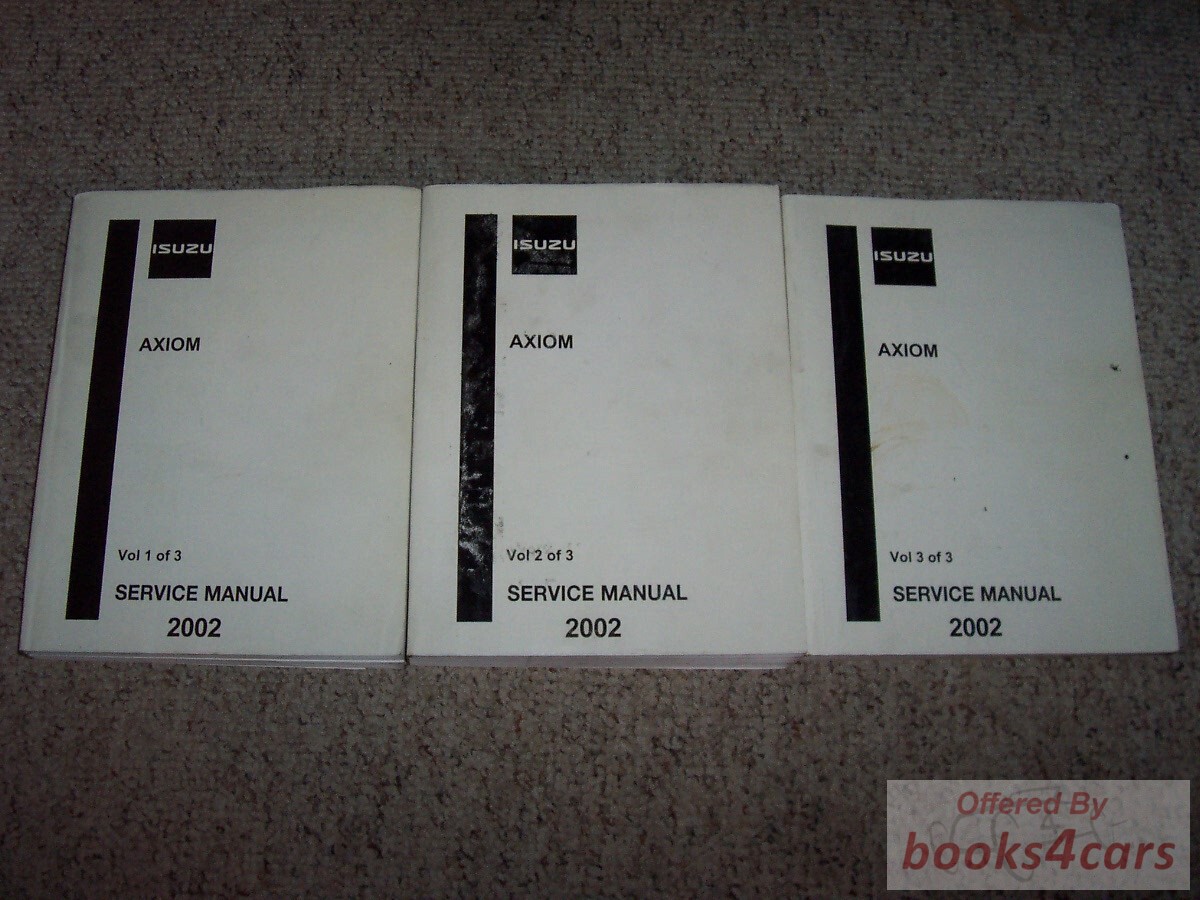 ISUZU
AXIOM
Vol 1 of 3
SERVICE MANUAL
2002
ISUZU
AXIOM
Vol 2 of 3
SERVICE MANUAL
2002
ISUZU
AXIOM
Vol 3 of 3
SERVICE MANUAL
2002
Offered By
books4cars